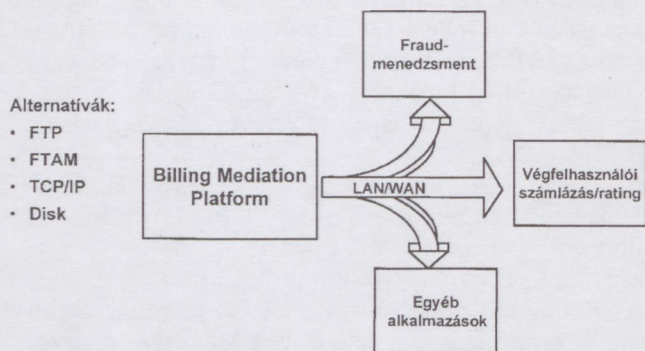 Fraud-
menedzsment
Alternatívák:
• FTP
• FTAM
• TCP/IP
• Disk
Billing Mediation
Platform
LAN/WAN
Végfelhasználói
számlázás/rating
Egyéb
alkalmazások